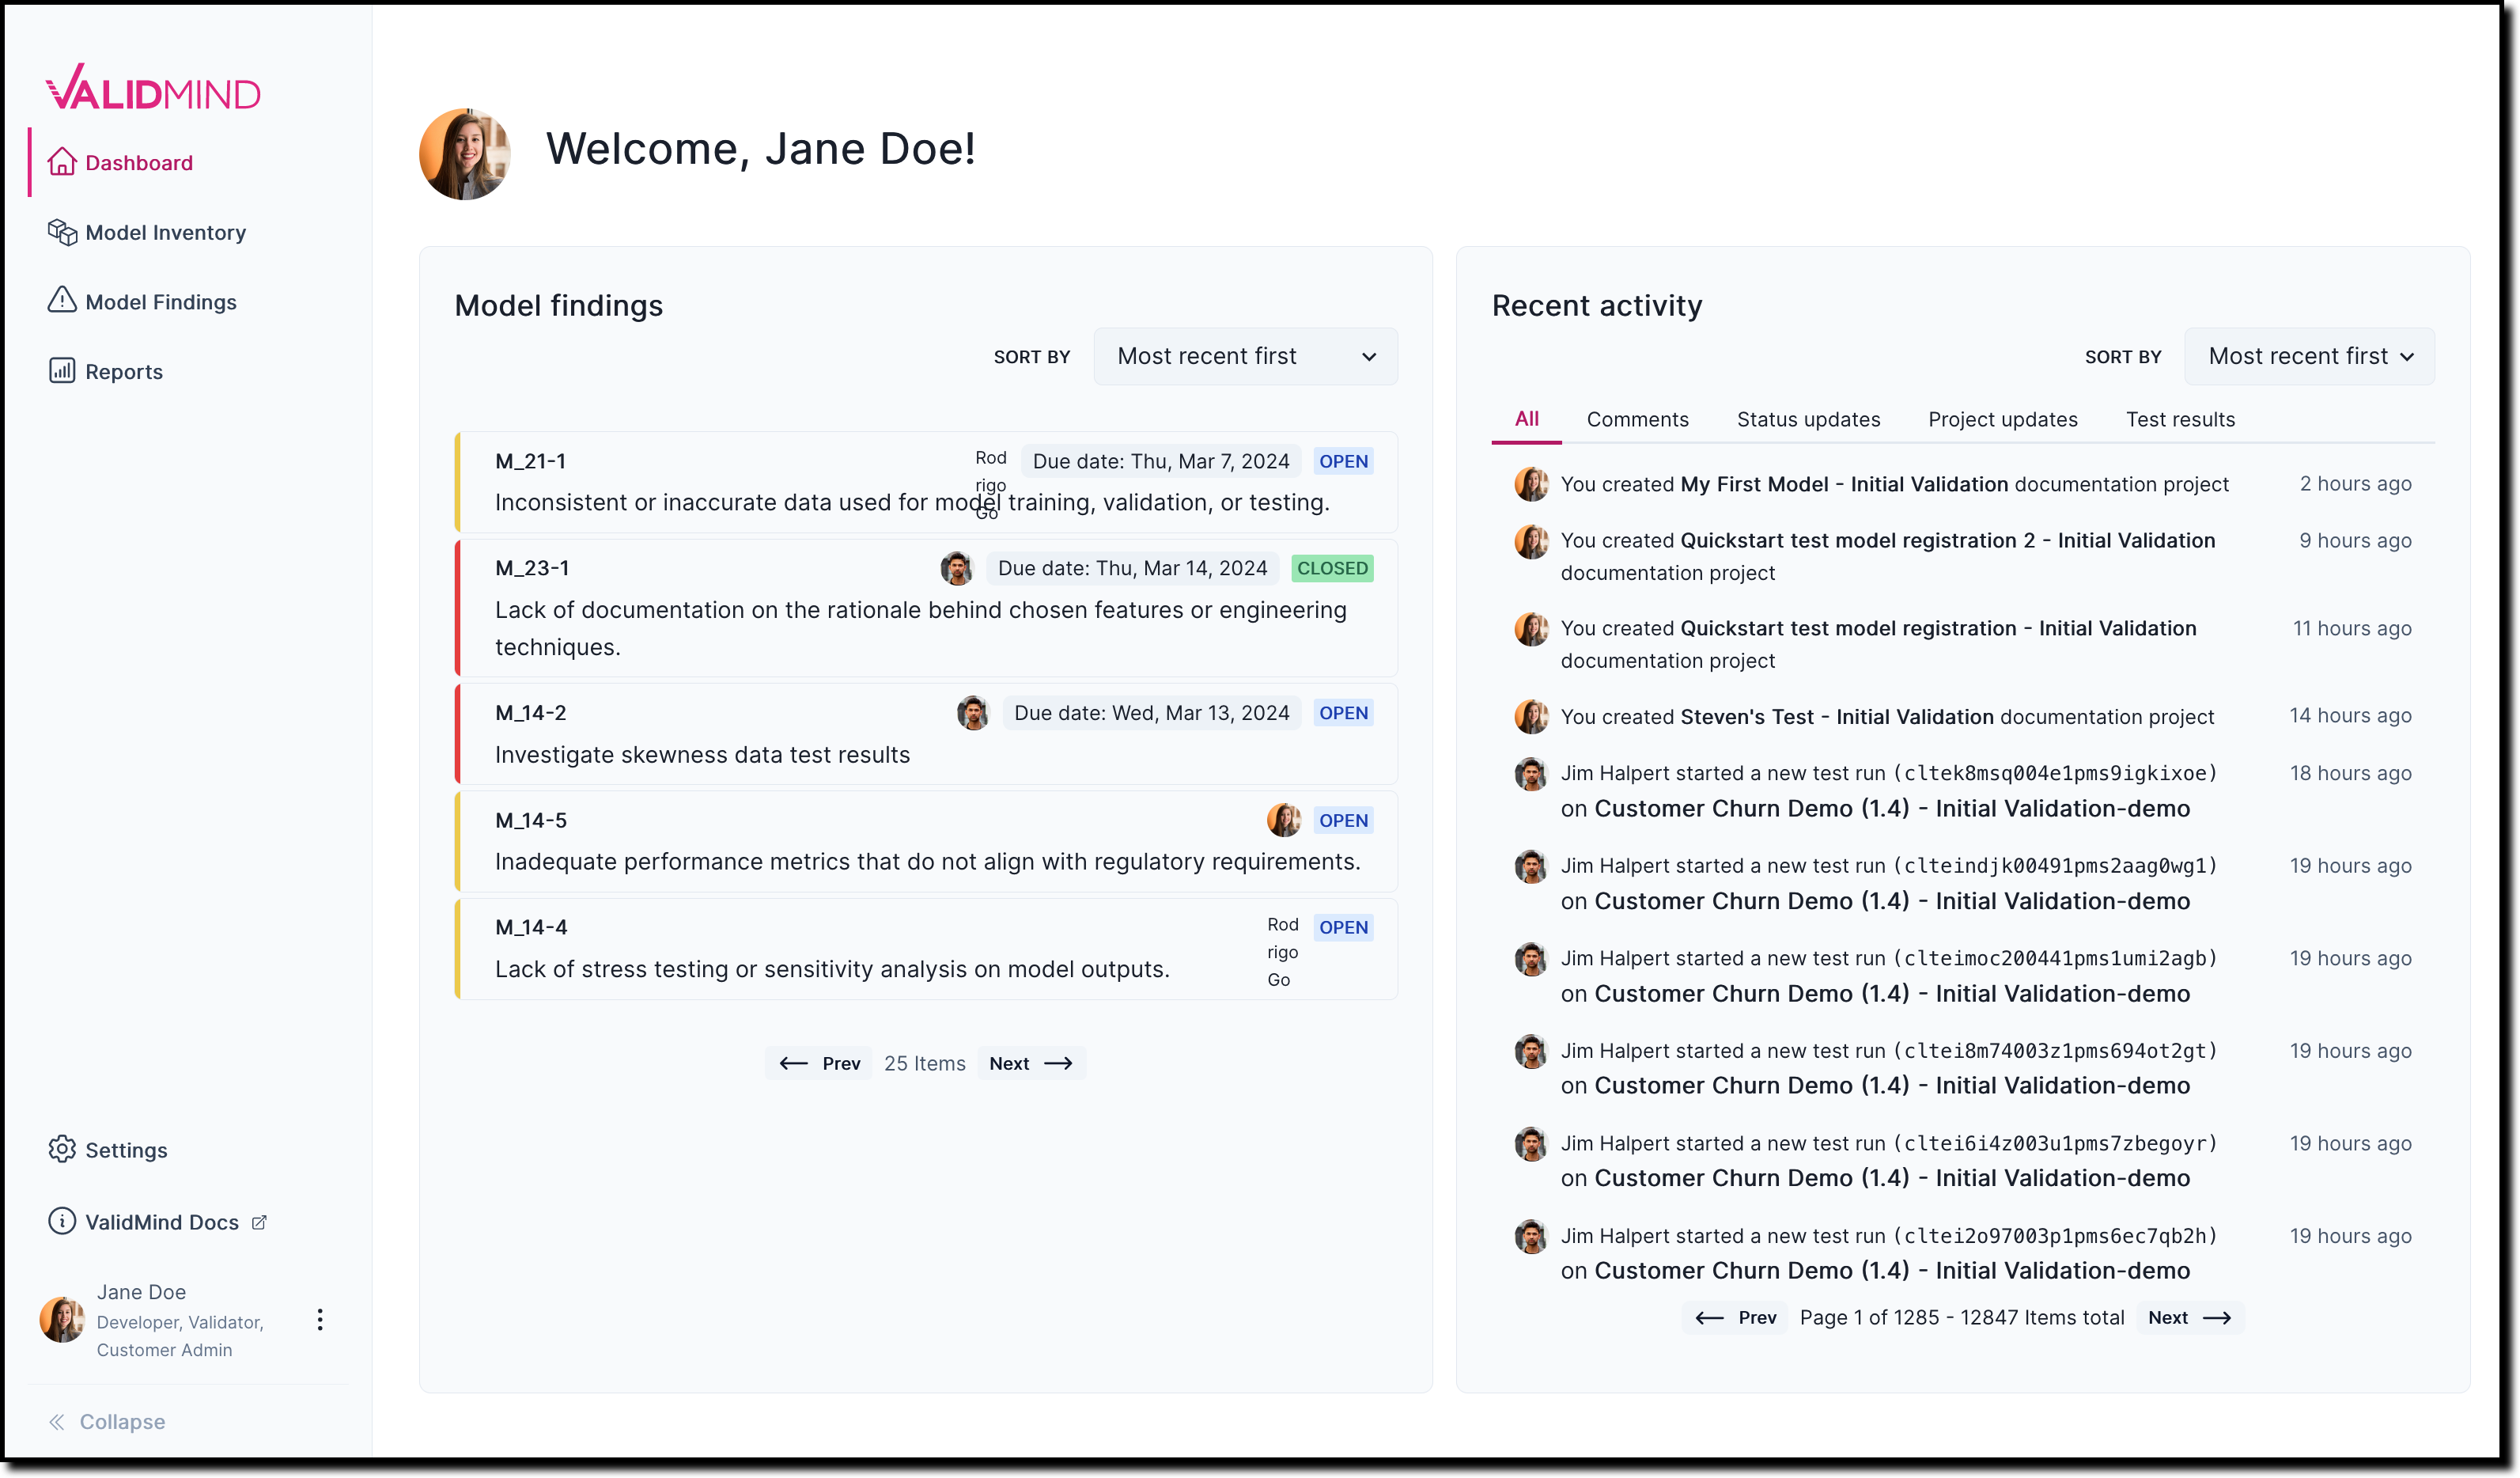 VALIDMIND
Dashboard
Model Inventory
Model Findings
Reports
Settings
ValidMind Docs
Jane Doe
Developer, Validator,
Customer Admin
Collapse
Welcome, Jane Doe!
Model findings
SORT BY
Most recent first
M_21-1
Rod
rigo
Go
Due date: Thu, Mar 7, 2024
OPEN
Inconsistent or inaccurate data used for model training, validation, or testing.
M_23-1
Due date: Thu, Mar 14, 2024
CLOSED
Lack of documentation on the rationale behind chosen features or engineering
techniques.
M_14-2
Due date: Wed, Mar 13, 2024
OPEN
Investigate skewness data test results
M_14-5
OPEN
Inadequate performance metrics that do not align with regulatory requirements.
M_14-4
Rod
rigo
Go
OPEN
Lack of stress testing or sensitivity analysis on model outputs.
Prev
25 Items
Next
Recent activity
SORT BY
Most recent first
All
Comments
Status updates
Project updates
Test results
You created My First Model - Initial Validation documentation project
2 hours ago
You created Quickstart test model registration 2 - Initial Validation
documentation project
9 hours ago
You created Quickstart test model registration - Initial Validation
documentation project
11 hours ago
You created Steven's Test - Initial Validation documentation project
14 hours ago
Jim Halpert started a new test run (cltek8msq004e1pms9igkixoe)
on Customer Churn Demo (1.4) - Initial Validation-demo
18 hours ago
Jim Halpert started a new test run (clteindjk00491pms2aag0wg1)
on Customer Churn Demo (1.4) - Initial Validation-demo
19 hours ago
Jim Halpert started a new test run (clteimoc200441pms1umi2agb)
on Customer Churn Demo (1.4) - Initial Validation-demo
19 hours ago
Jim Halpert started a new test run (cltei8m74003z1pms694ot2gt)
on Customer Churn Demo (1.4) - Initial Validation-demo
19 hours ago
Jim Halpert started a new test run (cltei6i4z003u1pms7zbegoyr)
on Customer Churn Demo (1.4) - Initial Validation-demo
19 hours ago
Jim Halpert started a new test run (cltei2o97003p1pms6ec7qb2h)
on Customer Churn Demo (1.4) - Initial Validation-demo
19 hours ago
Prev
Page 1 of 1285 - 12847 Items total
Next